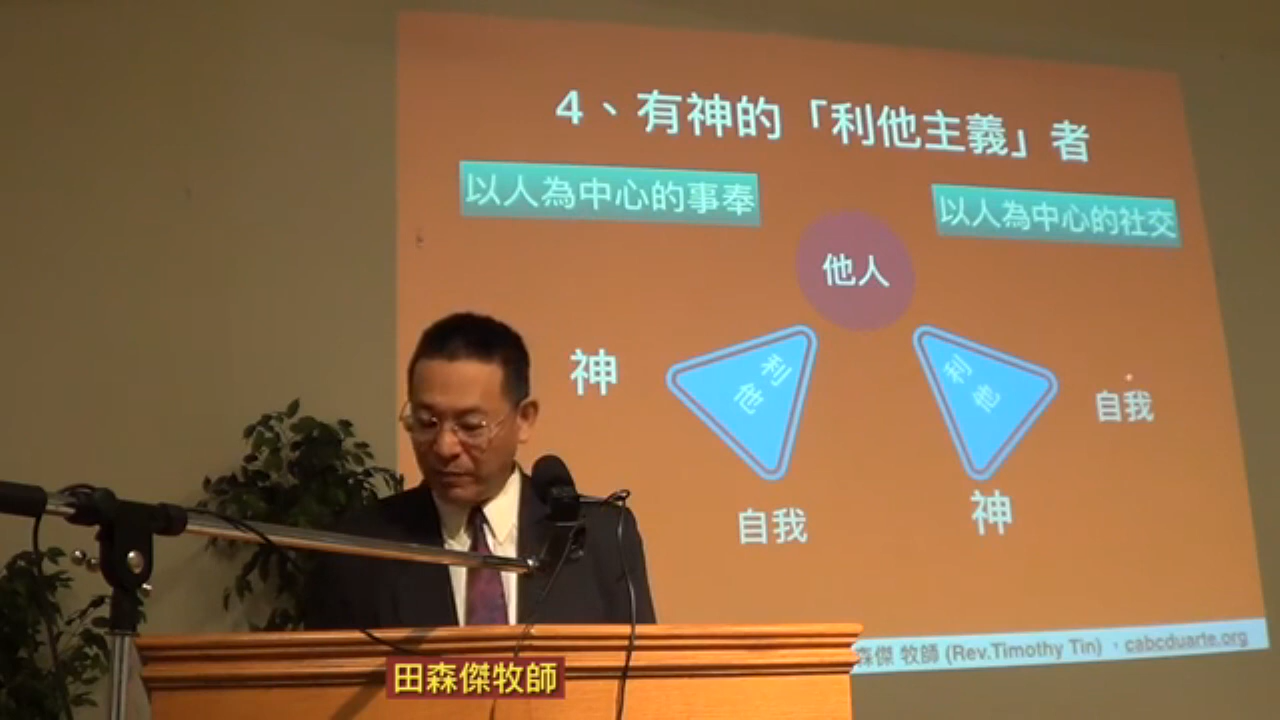 4、有神的「利他主義」者
以人為中心的事奉
以人為中心的社交
他人
神
利他
利他
自我
自我
神
森傑 牧師 (Rev.Timothy Tin) ，cabcduarte.org
田森傑牧師